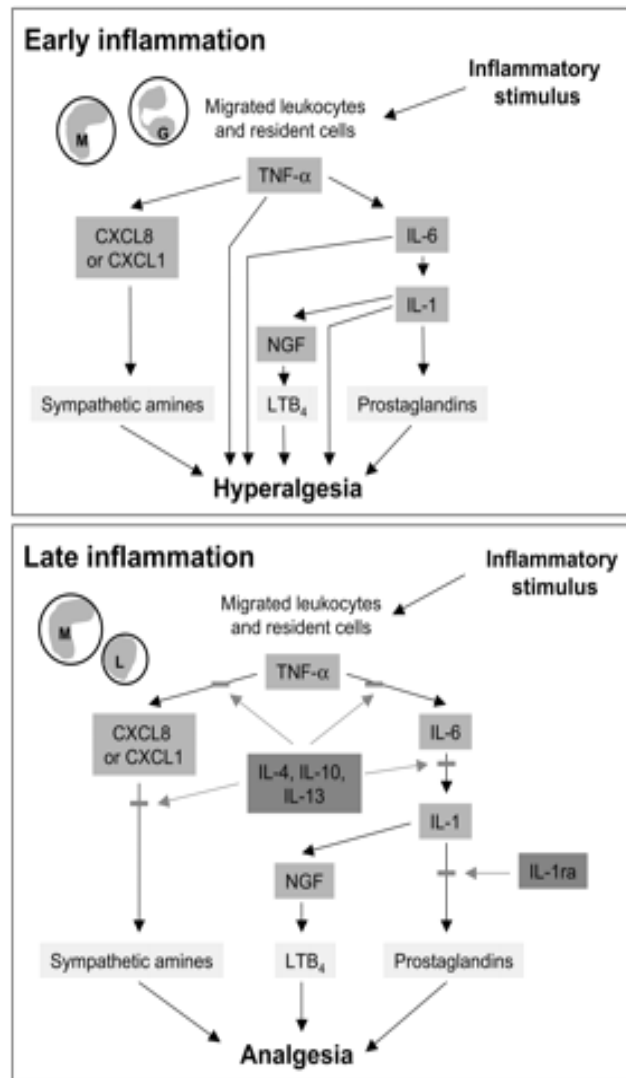 Early inflammation
Inflammatory
stimulus
Migrated leukocytes
and resident cells
M
G
TNF-α
CXCL8
or CXCL1
IL-6
IL-1
NGF
Sympathetic amines
LTB₄
Prostaglandins
Hyperalgesia
Late inflammation
Inflammatory
stimulus
Migrated leukocytes
and resident cells
M
L
TNF-α
CXCL8
or CXCL1
IL-6
IL-4, IL-10,
IL-13
IL-1
NGF
IL-1ra
Sympathetic amines
LTB₄
Prostaglandins
Analgesia